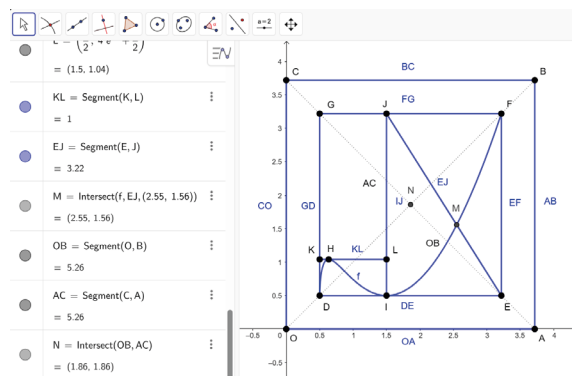 a=2
= (1.5, 1.04)
KL = Segment(K, L)
= 1
EJ = Segment(E, J)
= 3.22
M = Intersect(f, EJ, (2.55, 1.56))
= (2.55, 1.56)
OB = Segment(O, B)
= 5.26
AC = Segment(C, A)
= 5.26
N = Intersect(OB, AC)
= (1.86, 1.86)
4
C
BC
B
3.5
G
J
FG
F
3
2.5
AC
N
EJ
2
CO
GD
IJ
M
EF
AB
1.5
OB
K
H
KL
L
1
f
0.5
D
I
DE
E
-0.5
O
0.5
1
1.5
2
2.5
3
3.5
A
4
OA
-0.5